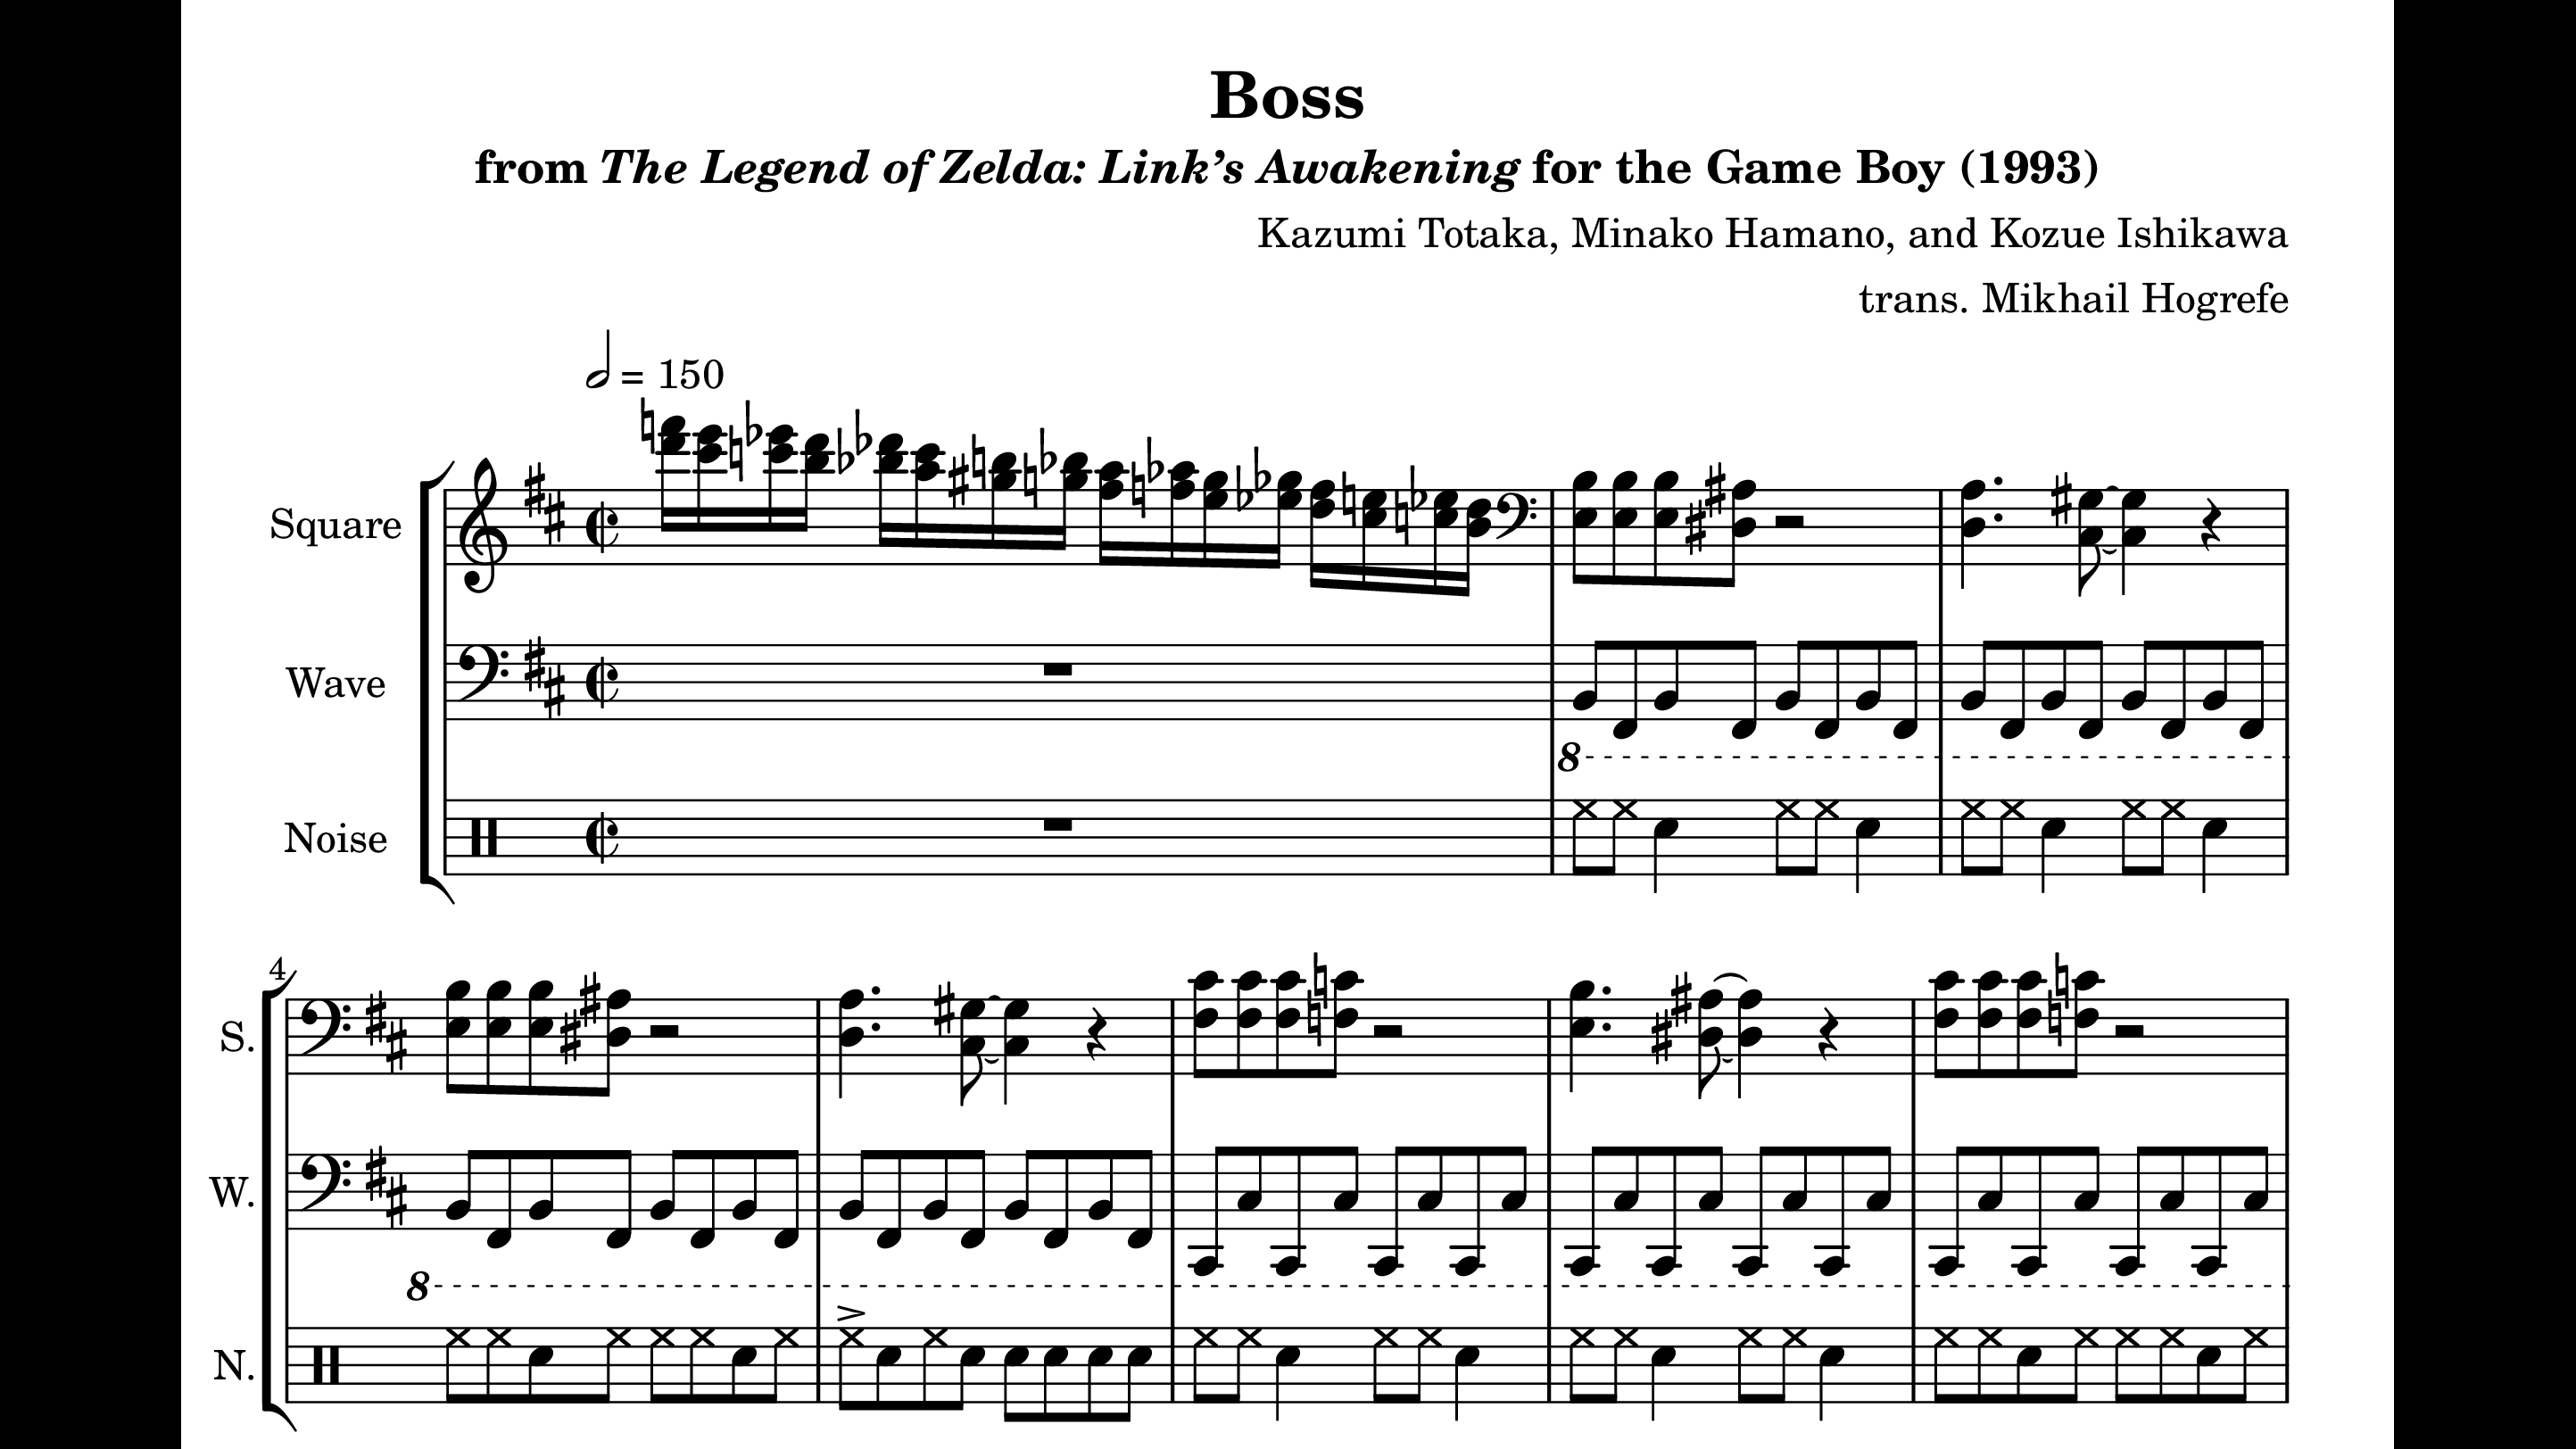 Boss
from The Legend of Zelda: Link’s Awakening for the Game Boy (1993)
Kazumi Totaka, Minako Hamano, and Kozue Ishikawa
trans. Mikhail Hogrefe
= 150
Square
Wave
8
Noise
4
S.
W.
8
N.